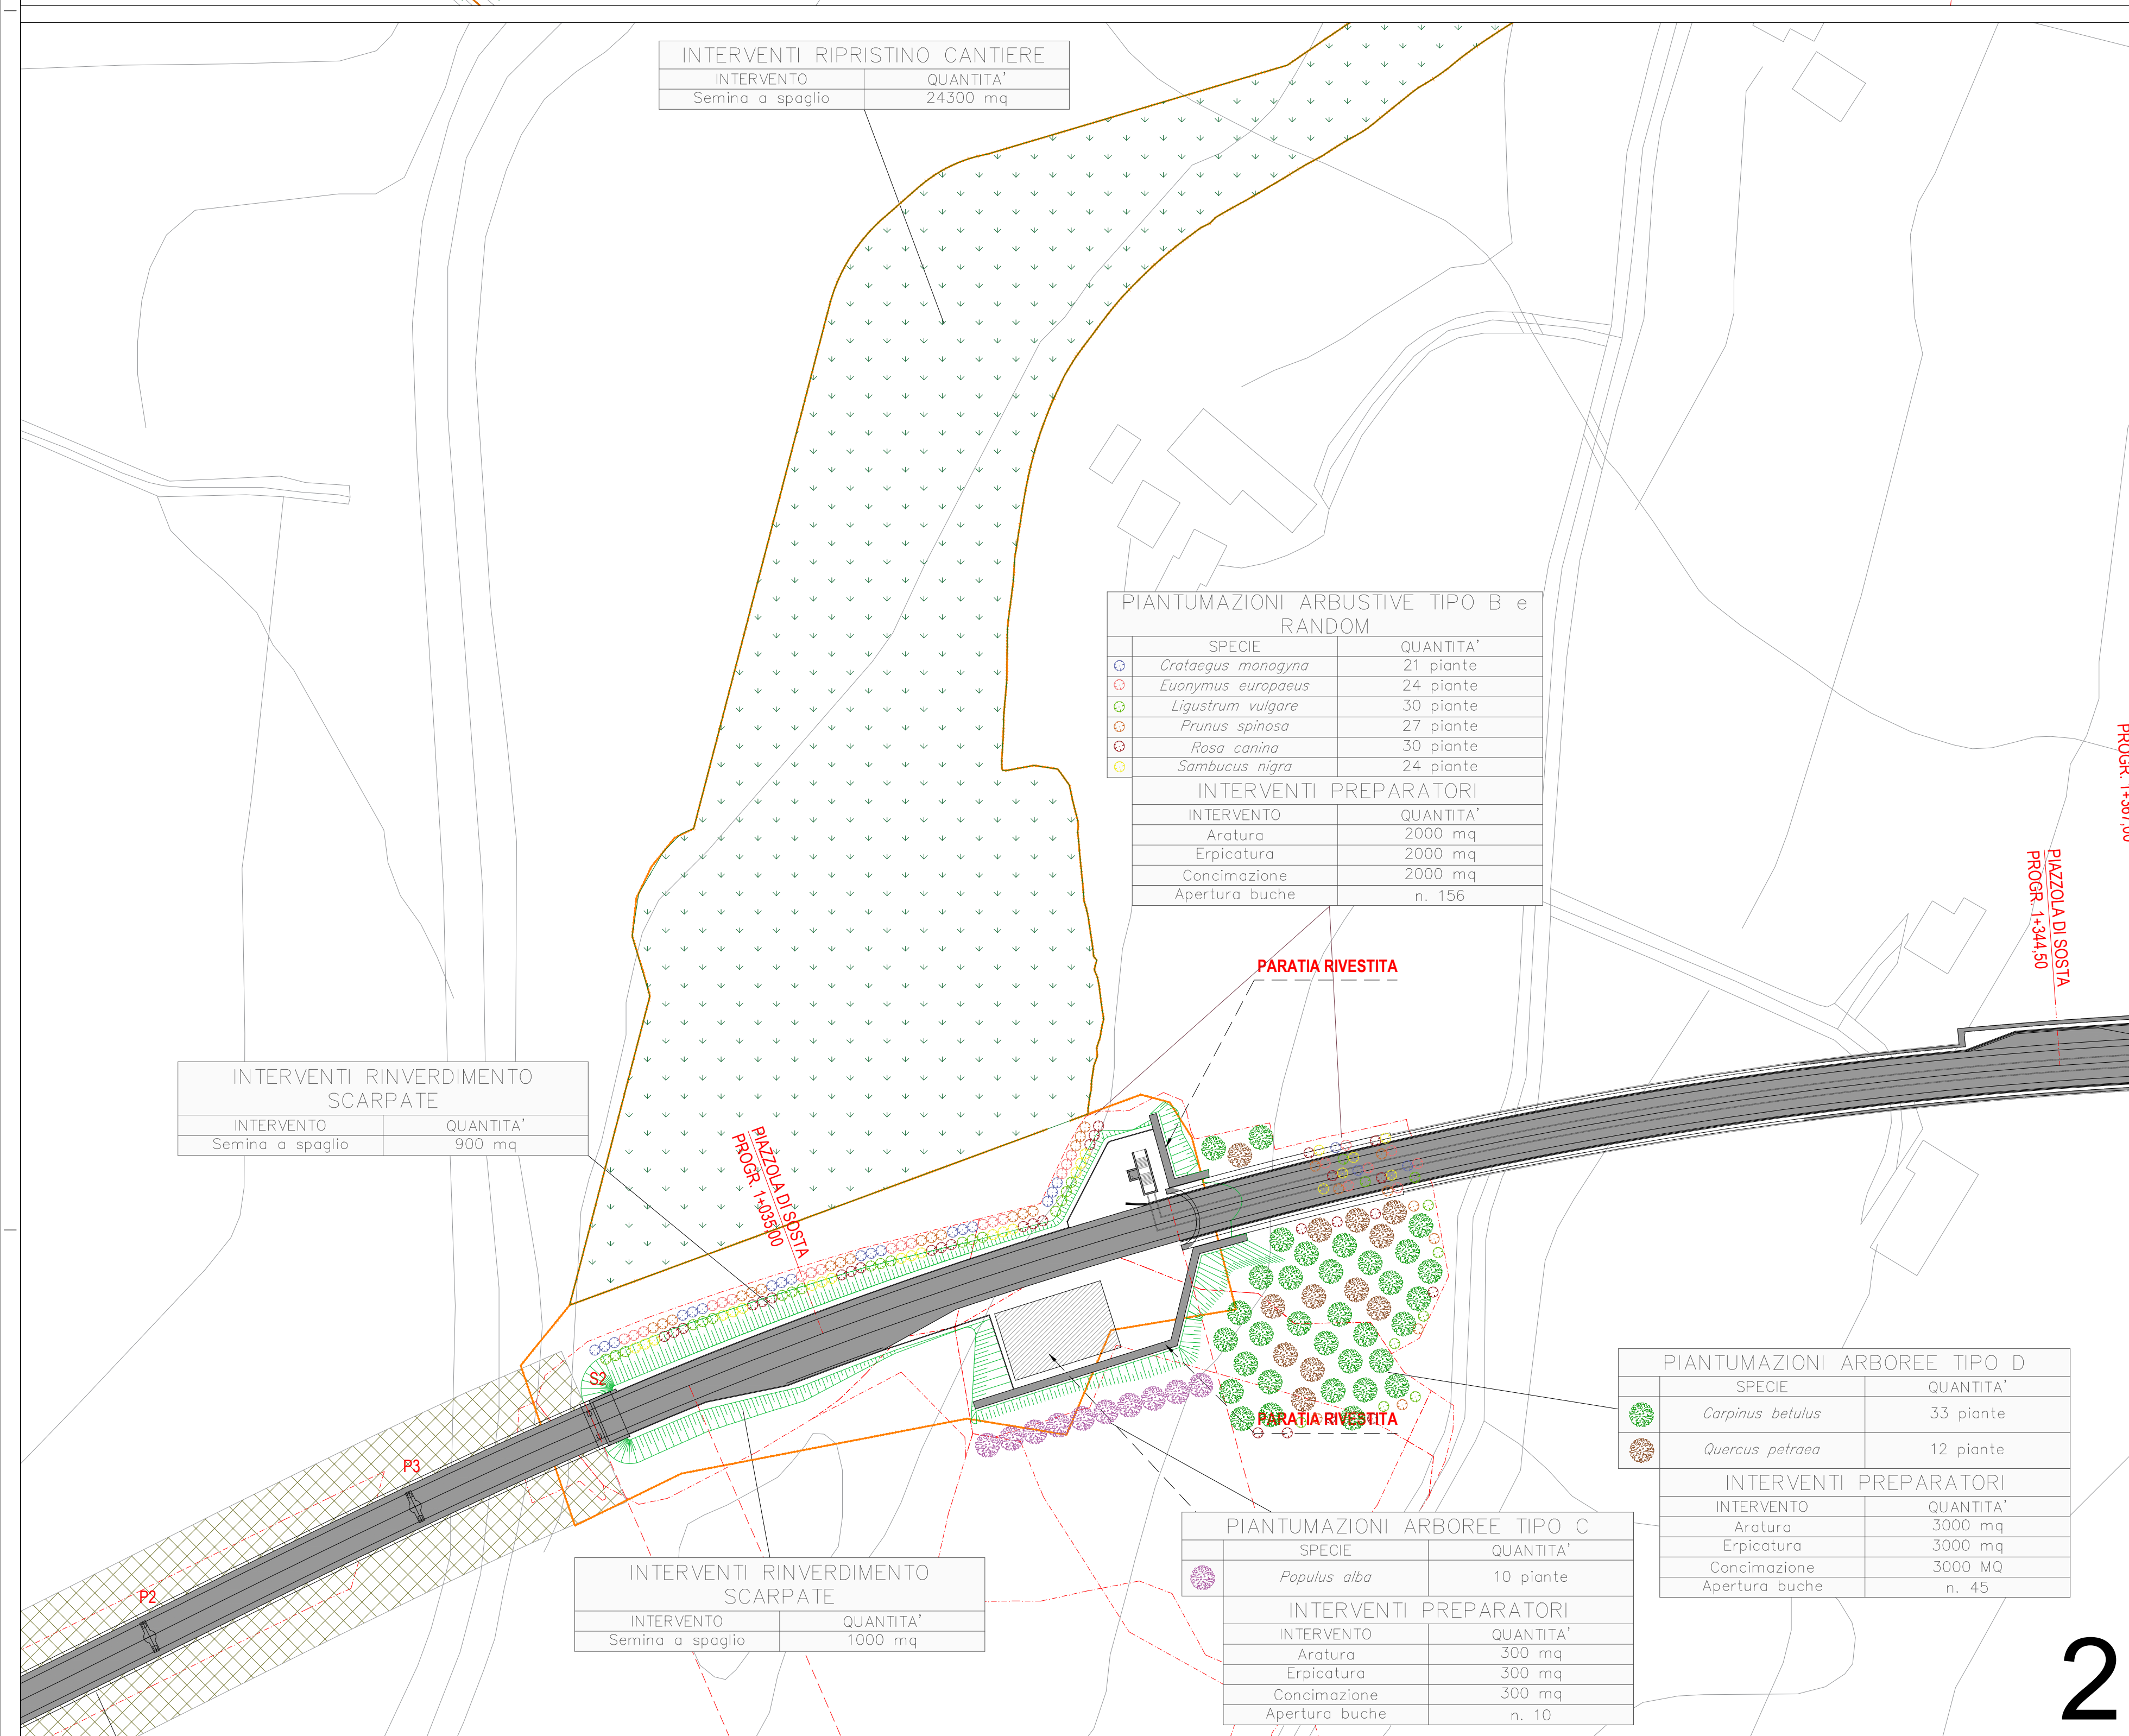 INTERVENTI RIPRISTINO CANTIERE
INTERVENTO QUANTITA'
Semina a spaglio 24300 mq
PIANTUMAZIONI ARBUSTIVE TIPO B e
RANDOM
SPECIE QUANTITA'
Crataegus monogyna 21 piante
Euonymus europaeus 24 piante
Ligustrum vulgare 30 piante
Prunus spinosa 27 piante
Rosa canina 30 piante
Sambucus nigra 24 piante
INTERVENTI PREPARATORI
INTERVENTO QUANTITA'
Aratura 2000 mq
Erpicatura 2000 mq
Concimazione 2000 mq
Apertura buche n. 156
PROGR. 1+367,00
PIAZZOLA DI SOSTA
PROGR. 1+344,50
PARATIA RIVESTITA
INTERVENTI RINVERDIMENTO
SCARPATE
INTERVENTO QUANTITA'
Semina a spaglio 900 mq
PIAZZOLA DI SOSTA
PROGR. 1+035,00
S2
PARATIA RIVESTITA
P3
P2
PIANTUMAZIONI ARBOREE TIPO D
SPECIE QUANTITA'
Carpinus betulus 33 piante
Quercus petraea 12 piante
INTERVENTI PREPARATORI
INTERVENTO QUANTITA'
Aratura 3000 mq
Erpicatura 3000 mq
Concimazione 3000 MQ
Apertura buche n. 45
INTERVENTI RINVERDIMENTO
SCARPATE
INTERVENTO QUANTITA'
Semina a spaglio 1000 mq
PIANTUMAZIONI ARBOREE TIPO C
SPECIE QUANTITA'
Populus alba 10 piante
INTERVENTI PREPARATORI
INTERVENTO QUANTITA'
Aratura 300 mq
Erpicatura 300 mq
Concimazione 300 mq
Apertura buche n. 10
2